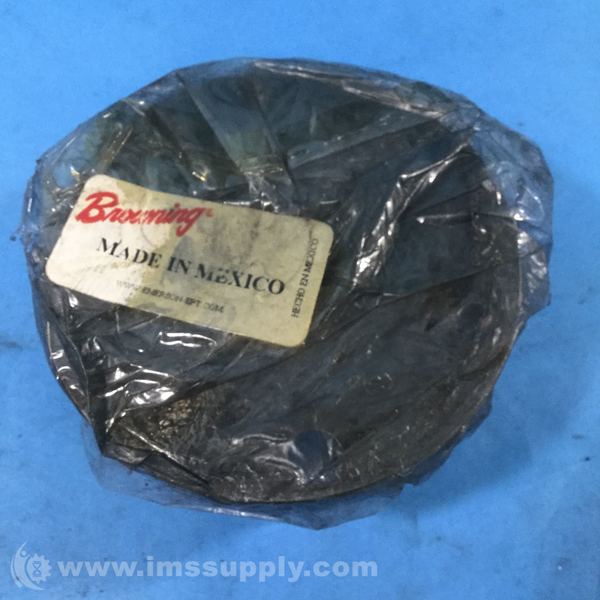 Browning
MADE IN MEXICO
WWW.EMERSON-EPT.COM
HECHO EN MEXICO
www.imssupply.com